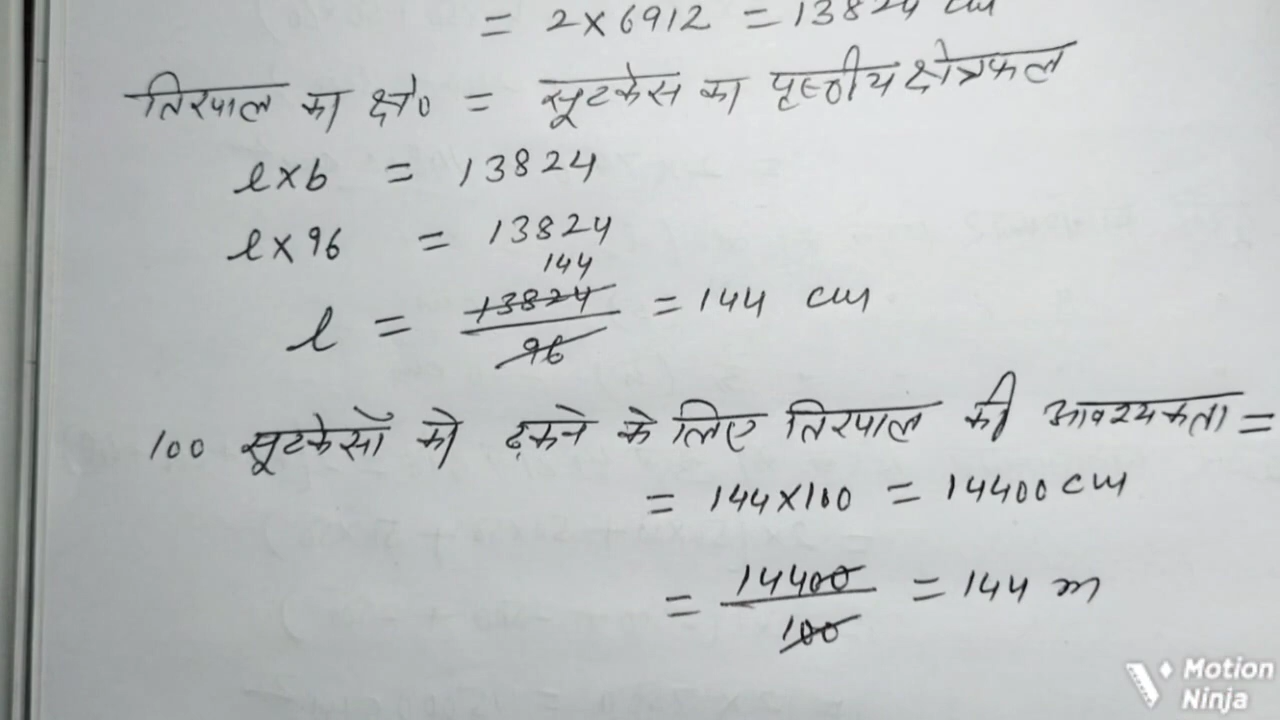 = 2×6912 = 13824 cm
तिरपाल का क्षे० = सूटकेस का पृष्ठीय क्षेत्रफल
l×b = 13824
l×96 = 13824
144
l = 13824/96 = 144 cm
100 सूटकेसों को ढ़कने के लिए तिरपाल की आवश्यकता =
= 144×100 = 14400 cm
= 14400/100 = 144 m
Motion
Ninja